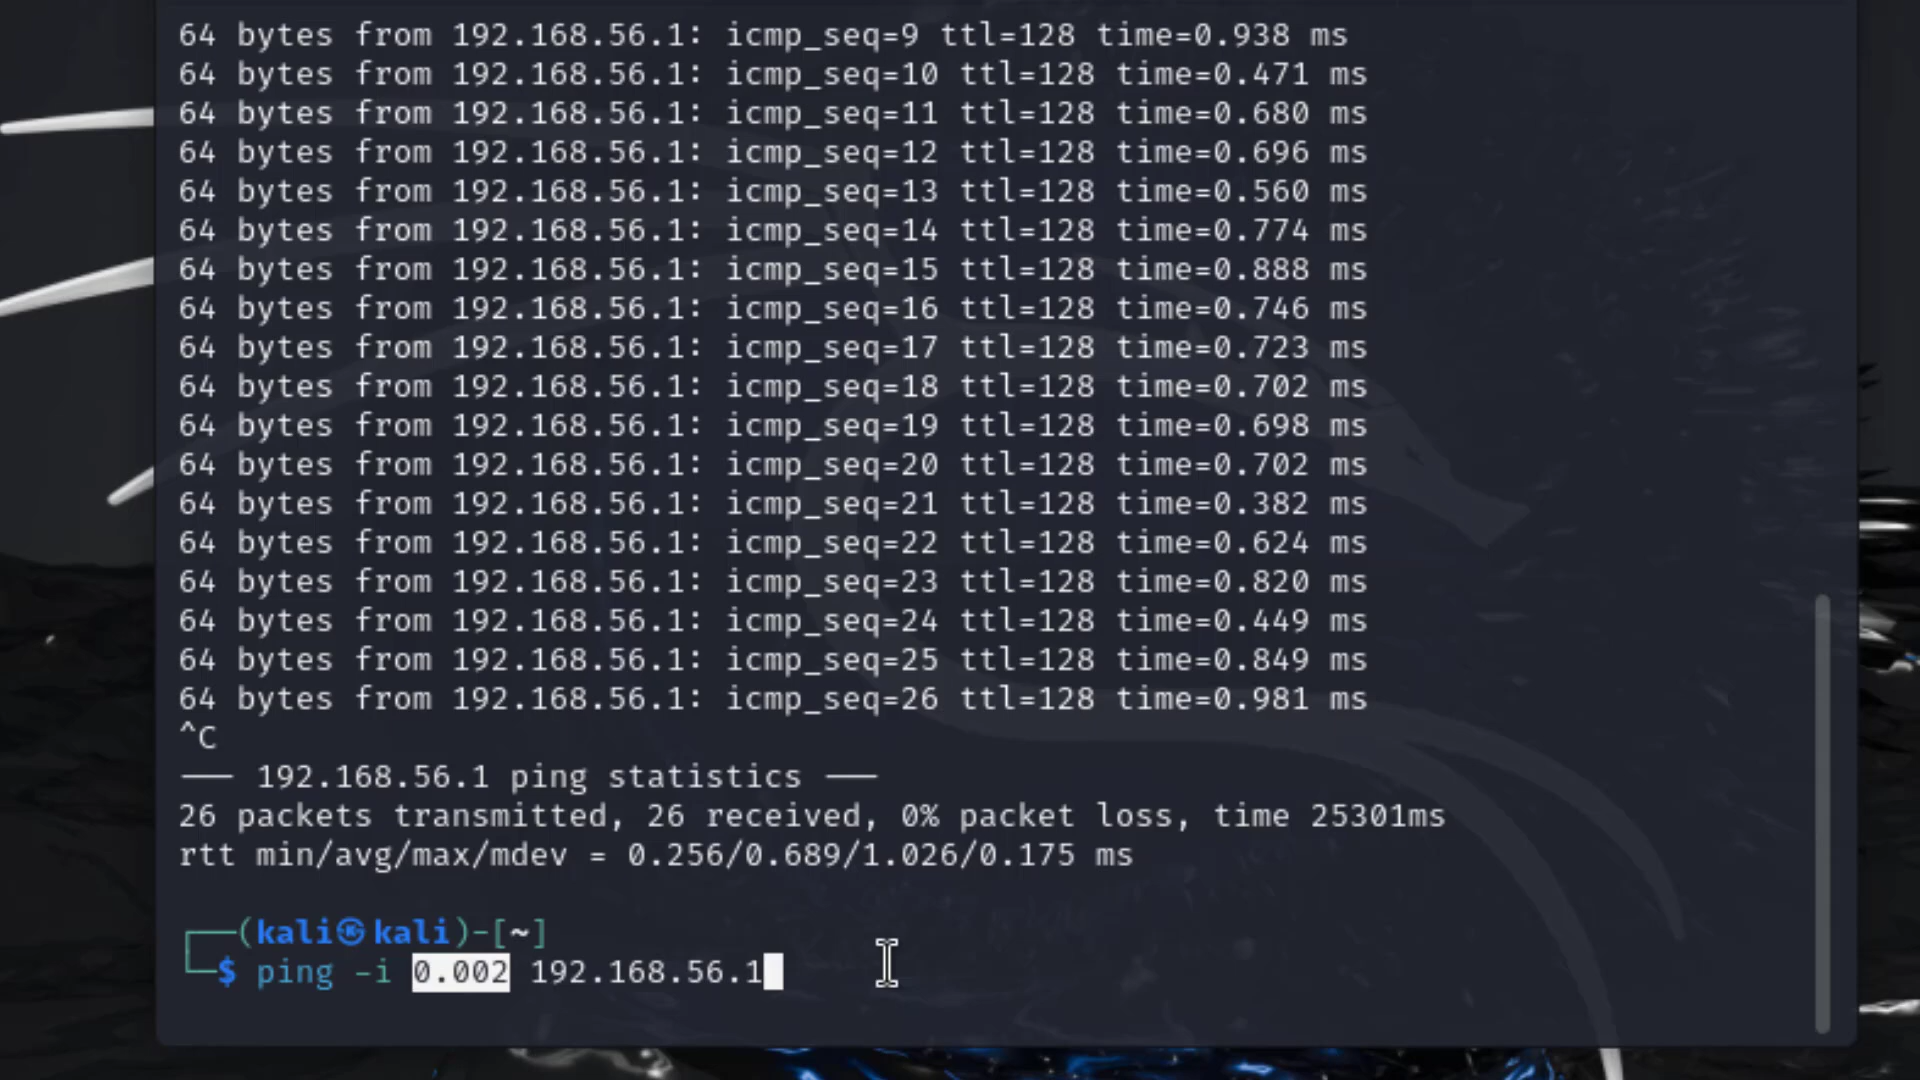 64 bytes from 192.168.56.1: icmp_seq=9 ttl=128 time=0.938 ms
64 bytes from 192.168.56.1: icmp_seq=10 ttl=128 time=0.471 ms
64 bytes from 192.168.56.1: icmp_seq=11 ttl=128 time=0.680 ms
64 bytes from 192.168.56.1: icmp_seq=12 ttl=128 time=0.696 ms
64 bytes from 192.168.56.1: icmp_seq=13 ttl=128 time=0.560 ms
64 bytes from 192.168.56.1: icmp_seq=14 ttl=128 time=0.774 ms
64 bytes from 192.168.56.1: icmp_seq=15 ttl=128 time=0.888 ms
64 bytes from 192.168.56.1: icmp_seq=16 ttl=128 time=0.746 ms
64 bytes from 192.168.56.1: icmp_seq=17 ttl=128 time=0.723 ms
64 bytes from 192.168.56.1: icmp_seq=18 ttl=128 time=0.702 ms
64 bytes from 192.168.56.1: icmp_seq=19 ttl=128 time=0.698 ms
64 bytes from 192.168.56.1: icmp_seq=20 ttl=128 time=0.702 ms
64 bytes from 192.168.56.1: icmp_seq=21 ttl=128 time=0.382 ms
64 bytes from 192.168.56.1: icmp_seq=22 ttl=128 time=0.624 ms
64 bytes from 192.168.56.1: icmp_seq=23 ttl=128 time=0.820 ms
64 bytes from 192.168.56.1: icmp_seq=24 ttl=128 time=0.449 ms
64 bytes from 192.168.56.1: icmp_seq=25 ttl=128 time=0.849 ms
64 bytes from 192.168.56.1: icmp_seq=26 ttl=128 time=0.981 ms
^C
--- 192.168.56.1 ping statistics ---
26 packets transmitted, 26 received, 0% packet loss, time 25301ms
rtt min/avg/max/mdev = 0.256/0.689/1.026/0.175 ms
┌──(kali㉿kali)-[~]
└─$ ping -i 0.002 192.168.56.1